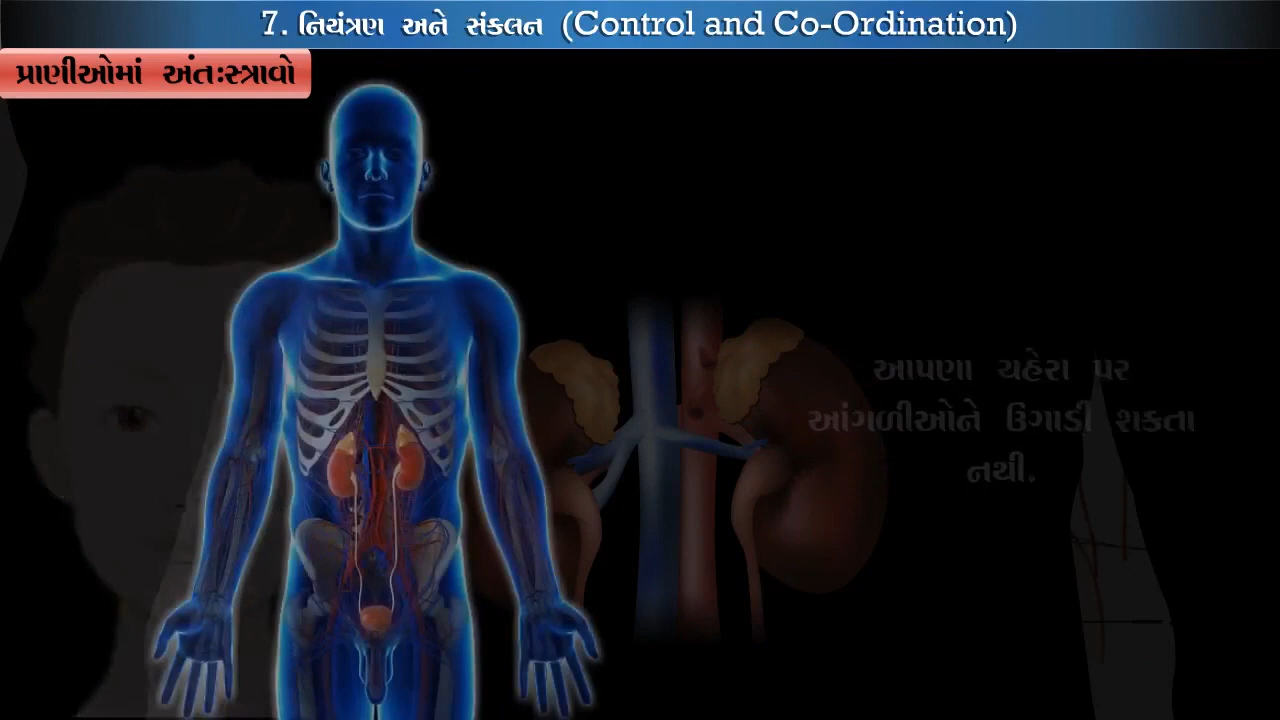 7. નિયંત્રણ અને સંકલન (Control and Co-Ordination)
પ્રાણીઓમાં અંતઃસ્ત્રાવો
આપણા ચહેરા પર
આંગળીઓને ઉગાડી શકતા
નથી.